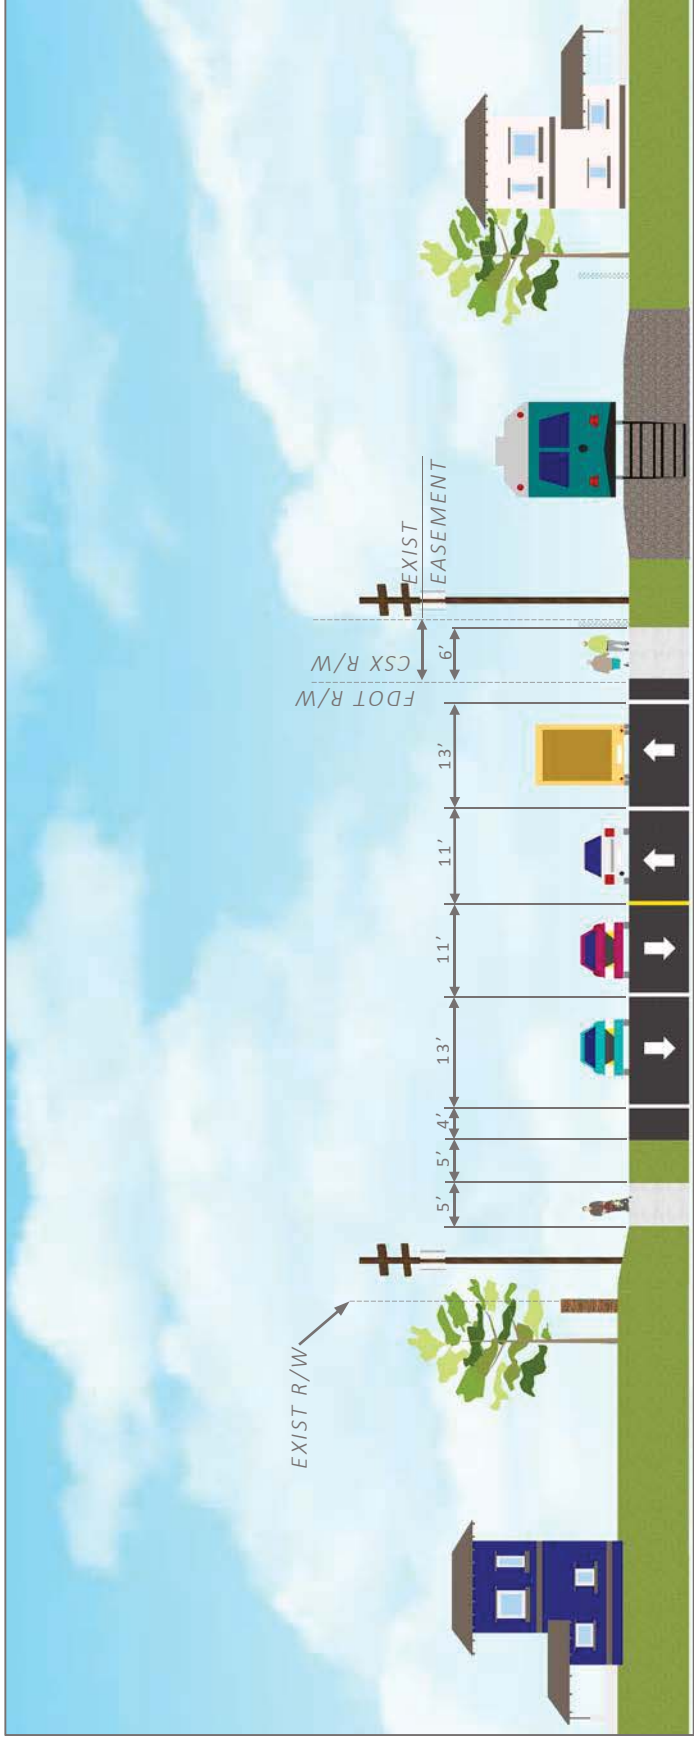 EXIST R/W
5'
5'
4'
13'
11'
11'
13'
FDOT R/W
CSX R/W
6'
EXIST
EASEMENT